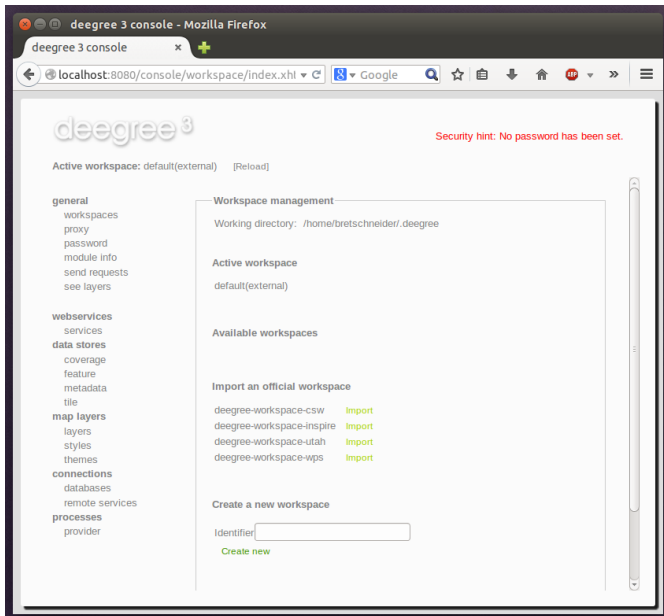 deegree 3 console - Mozilla Firefox
deegree 3 console
localhost:8080/console/workspace/index.xhl
Google
ABP
deegree 3
Security hint: No password has been set.
Active workspace: default(external) [Reload]
general
workspaces
proxy
password
module info
send requests
see layers
webservices
services
data stores
coverage
feature
metadata
tile
map layers
layers
styles
themes
connections
databases
remote services
processes
provider
Workspace management
Working directory: /home/bretschneider/.deegree
Active workspace
default(external)
Available workspaces
Import an official workspace
deegree-workspace-csw Import
deegree-workspace-inspire Import
deegree-workspace-utah Import
deegree-workspace-wps Import
Create a new workspace
Identifier
Create new